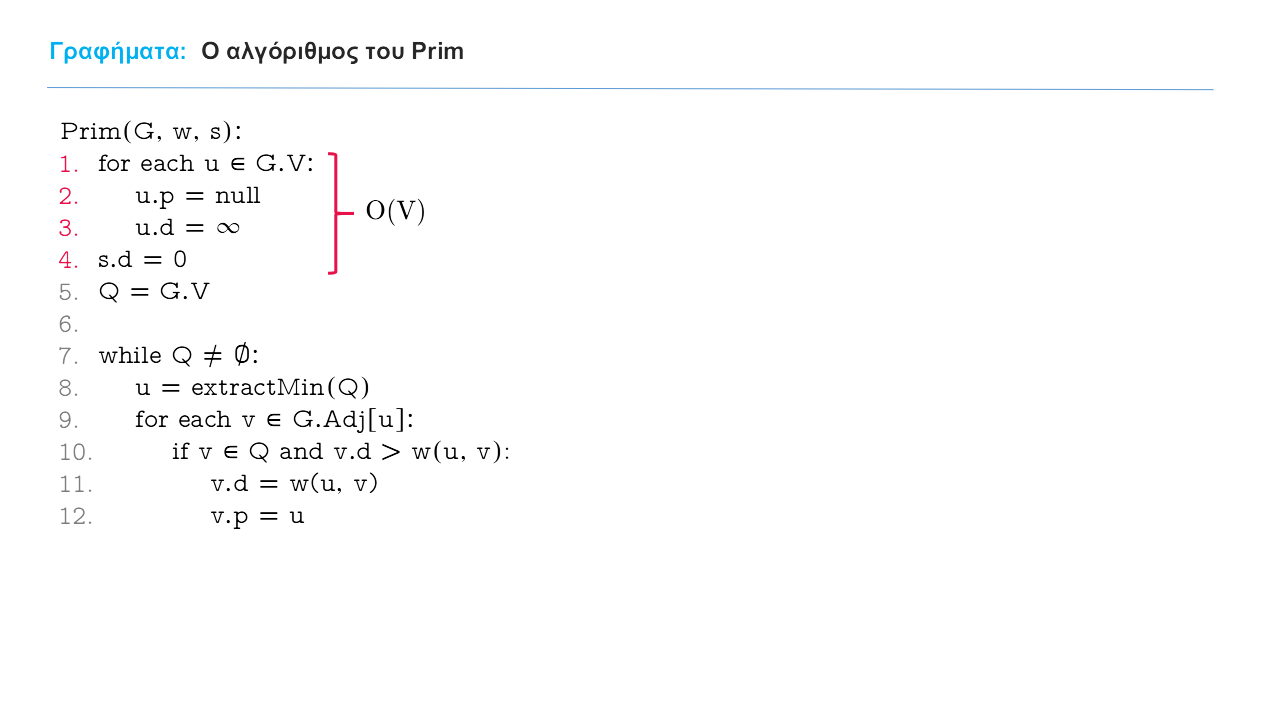 Γραφήματα: Ο αλγόριθμος του Prim
Prim(G, w, s):
1. for each u ∈ G.V:
2. u.p = null
3. u.d = ∞
O(V)
4. s.d = 0
5. Q = G.V
6.
7. while Q ≠ ∅:
8. u = extractMin(Q)
9. for each v ∈ G.Adj[u]:
10. if v ∈ Q and v.d > w(u, v):
11. v.d = w(u, v)
12. v.p = u